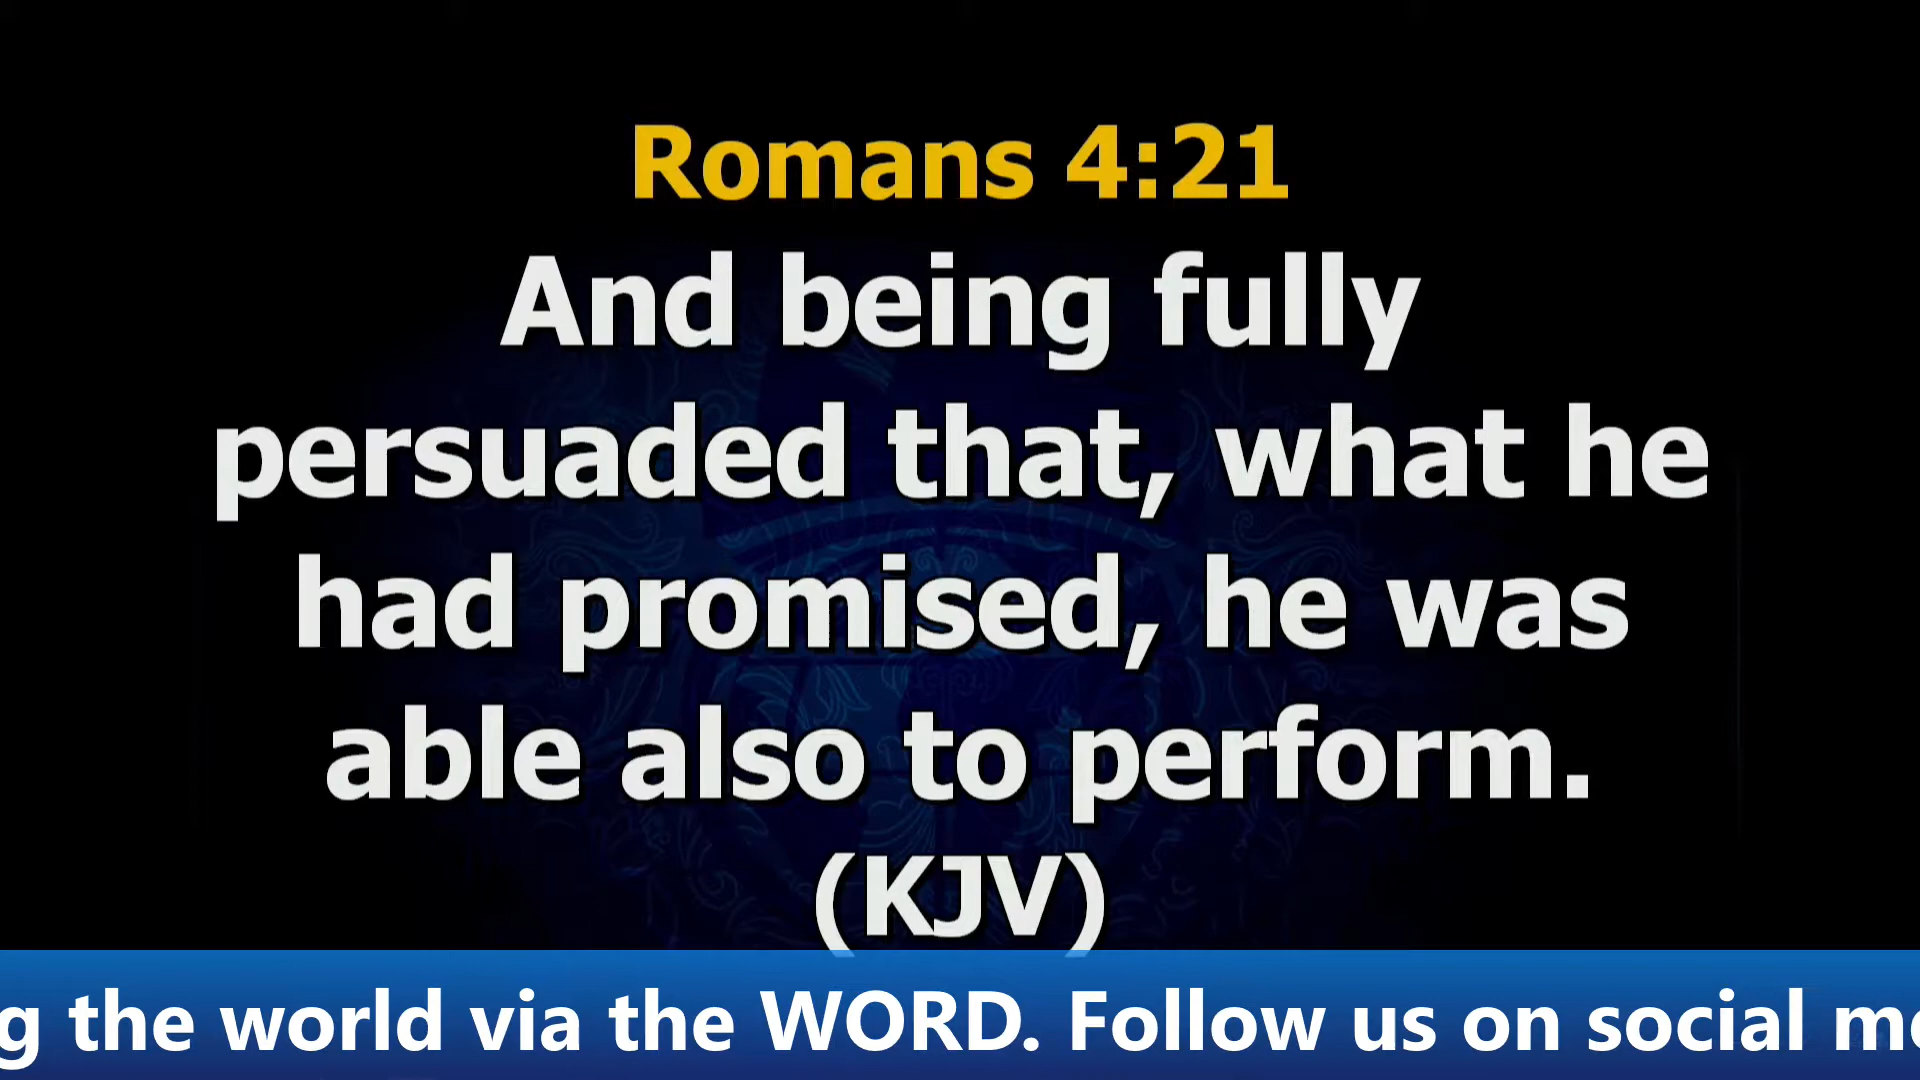 Romans 4:21
And being fully
persuaded that, what he
had promised, he was
able also to perform.
(KJV)
the world via the WORD. Follow us on social